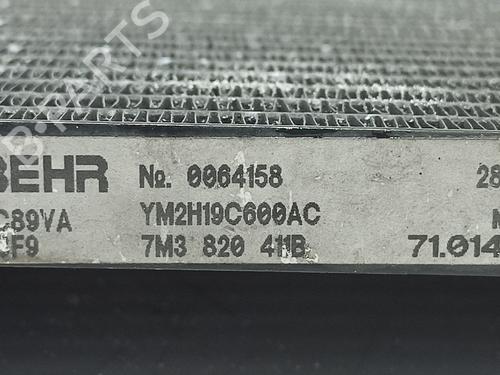 BEHR № 0064158 28
C89VA YM2H19C600AC
F9 7M3 820 411B 71.014